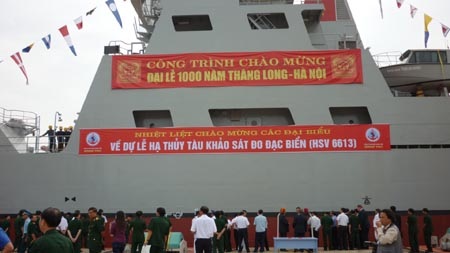 CÔNG TRÌNH CHÀO MỪNG
ĐẠI LỄ 1000 NĂM THĂNG LONG - HÀ NỘI
NHIỆT LIỆT CHÀO MỪNG CÁC ĐẠI BIỂU
VỀ DỰ LỄ HẠ THỦY TÀU KHẢO SÁT ĐO ĐẠC BIỂN (HSV 6613)